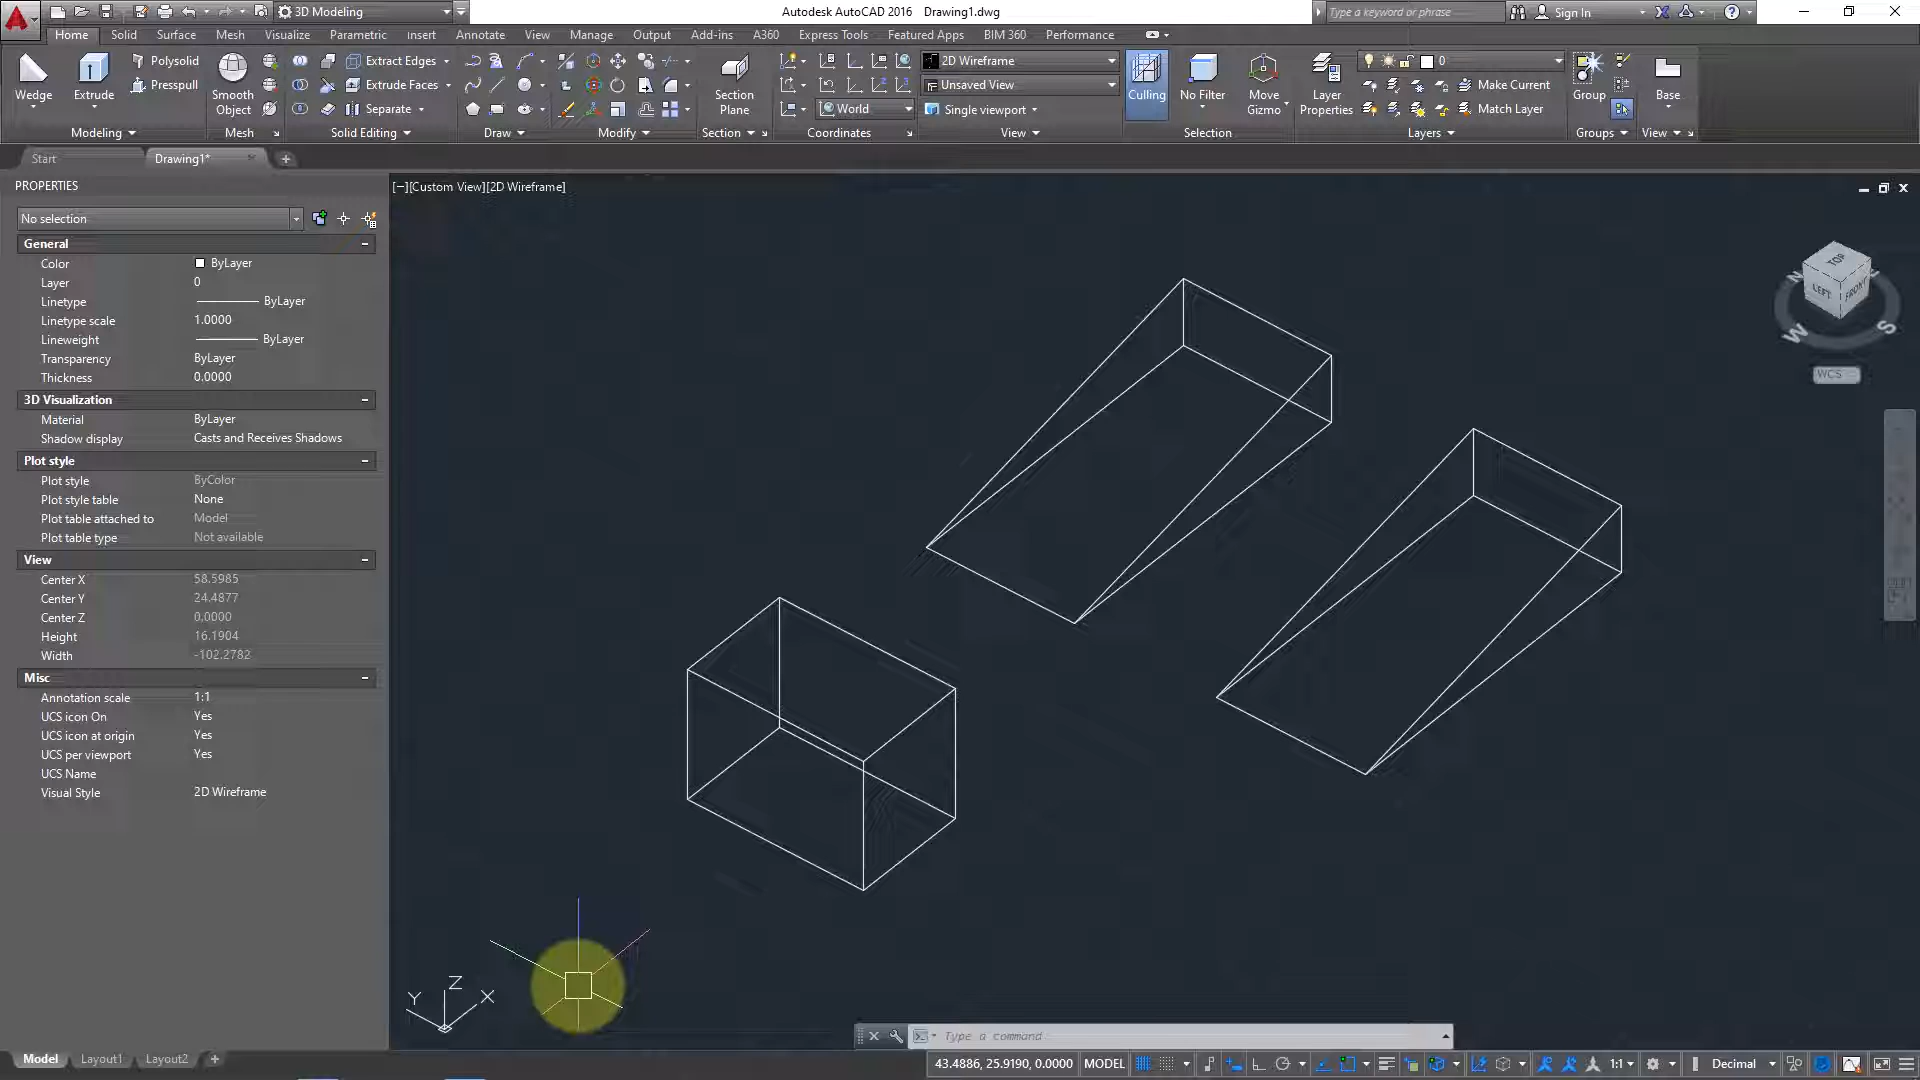 3D Modeling
Autodesk AutoCAD 2016 Drawing1.dwg
Type a keyword or phrase
Sign In
Home Solid Surface Mesh Visualize Parametric Insert Annotate View Manage Output Add-ins A360 Express Tools Featured Apps BIM 360 Performance
Wedge
Extrude
Polysolid
Presspull
Modeling
Smooth
Object
Mesh
Extract Edges
Extrude Faces
Separate
Solid Editing
Draw
Modify
Section
Plane
Section
World
Coordinates
2D Wireframe
Unsaved View
Single viewport
View
Culling
No Filter
Move
Gizmo
Selection
Layer
Properties
0
Make Current
Match Layer
Layers
Group
Groups
Base
View
Start
Drawing1*
PROPERTIES
No selection
General
Color ByLayer
Layer 0
Linetype ByLayer
Linetype scale 1.0000
Lineweight ByLayer
Transparency ByLayer
Thickness 0.0000
3D Visualization
Material ByLayer
Shadow display Casts and Receives Shadows
Plot style
Plot style ByColor
Plot style table None
Plot table attached to Model
Plot table type Not available
View
Center X 58.5985
Center Y 24.4877
Center Z 0.0000
Height 16.1904
Width -102.2782
Misc
Annotation scale 1:1
UCS icon On Yes
UCS icon at origin Yes
UCS per viewport Yes
UCS Name
Visual Style 2D Wireframe
[−][Custom View][2D Wireframe]
TOP
LEFT
FRONT
N
W
S
WCS
Y
Z
X
Type a command
Model Layout1 Layout2
43.4886, 25.9190, 0.0000 MODEL
1:1
Decimal